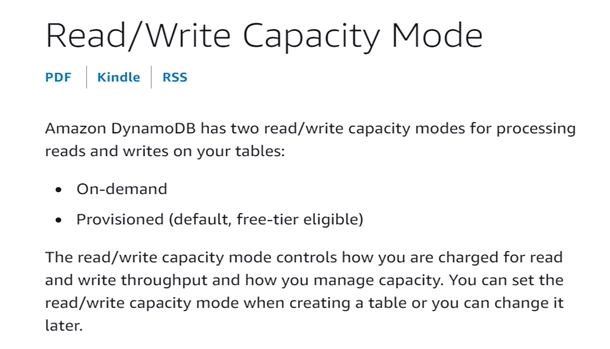 Read/Write Capacity Mode
PDF | Kindle | RSS
Amazon DynamoDB has two read/write capacity modes for processing
reads and writes on your tables:
• On-demand
• Provisioned (default, free-tier eligible)
The read/write capacity mode controls how you are charged for read
and write throughput and how you manage capacity. You can set the
read/write capacity mode when creating a table or you can change it
later.